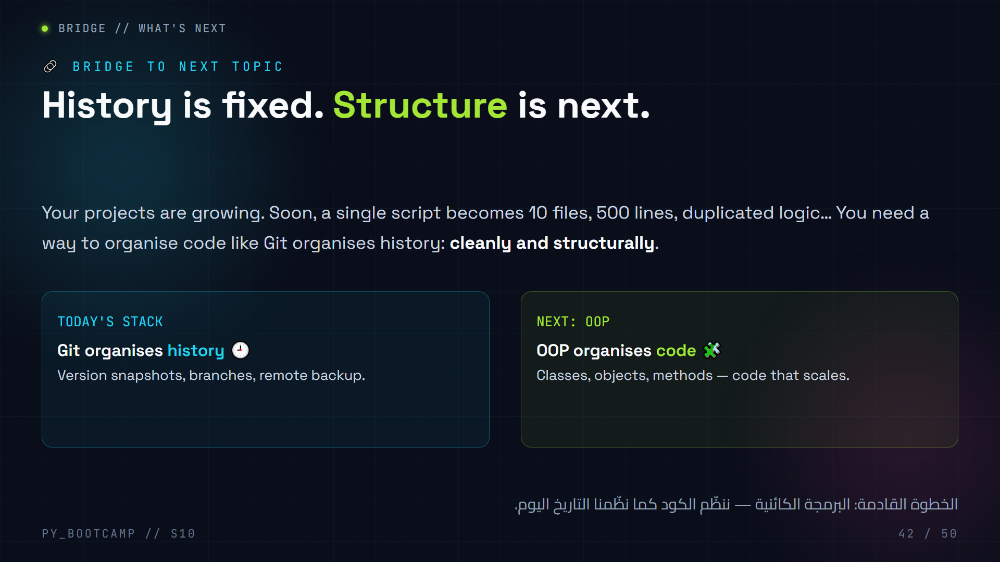 BRIDGE // WHAT'S NEXT
🔗 BRIDGE TO NEXT TOPIC
History is fixed. Structure is next.
Your projects are growing. Soon, a single script becomes 10 files, 500 lines, duplicated logic... You need a
way to organise code like Git organises history: cleanly and structurally.
TODAY'S STACK
Git organises history 🕘
Version snapshots, branches, remote backup.
NEXT: OOP
OOP organises code 🧩
Classes, objects, methods — code that scales.
الخطوة القادمة: البرمجة الكائنية — ننظّم الكود كما نظّمنا التاريخ اليوم.
PY_BOOTCAMP // S10
42 / 50